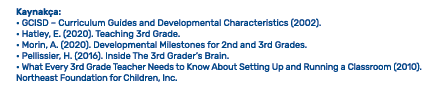 Kaynakça:
• GCISD – Curriculum Guides and Developmental Characteristics (2002).
• Hatley, E. (2020). Teaching 3rd Grade.
• Morin, A. (2020). Developmental Milestones for 2nd and 3rd Grades.
• Pellissier, H. (2016). Inside The 3rd Grader's Brain.
• What Every 3rd Grade Teacher Needs to Know About Setting Up and Running a Classroom (2010).
Northeast Foundation for Children, Inc.